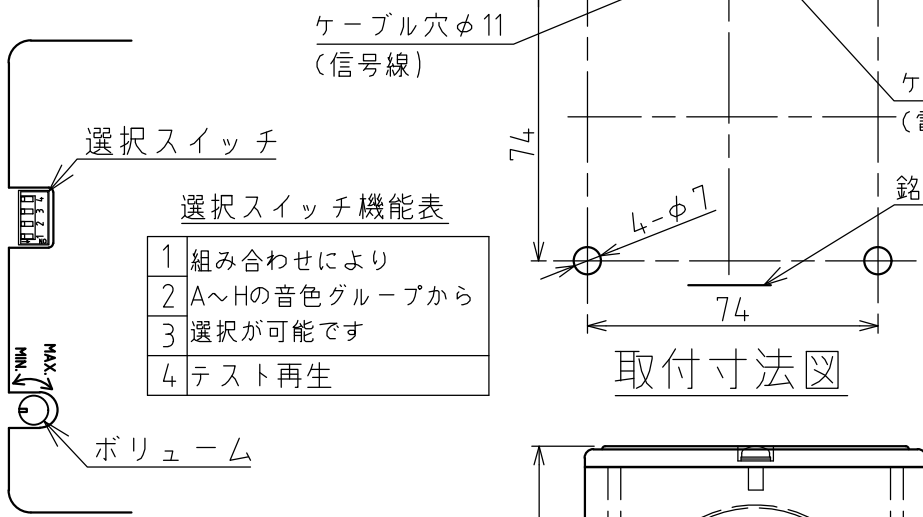 ケーブル穴φ11
(信号線)
ケ
74
選択スイッチ
選択スイッチ機能表
1 組み合わせにより
2 A～Hの音色グループから
3 選択が可能です
4 テスト再生
4-φ7
銘
74
取付寸法図
MAX.
MIN.
ボリューム